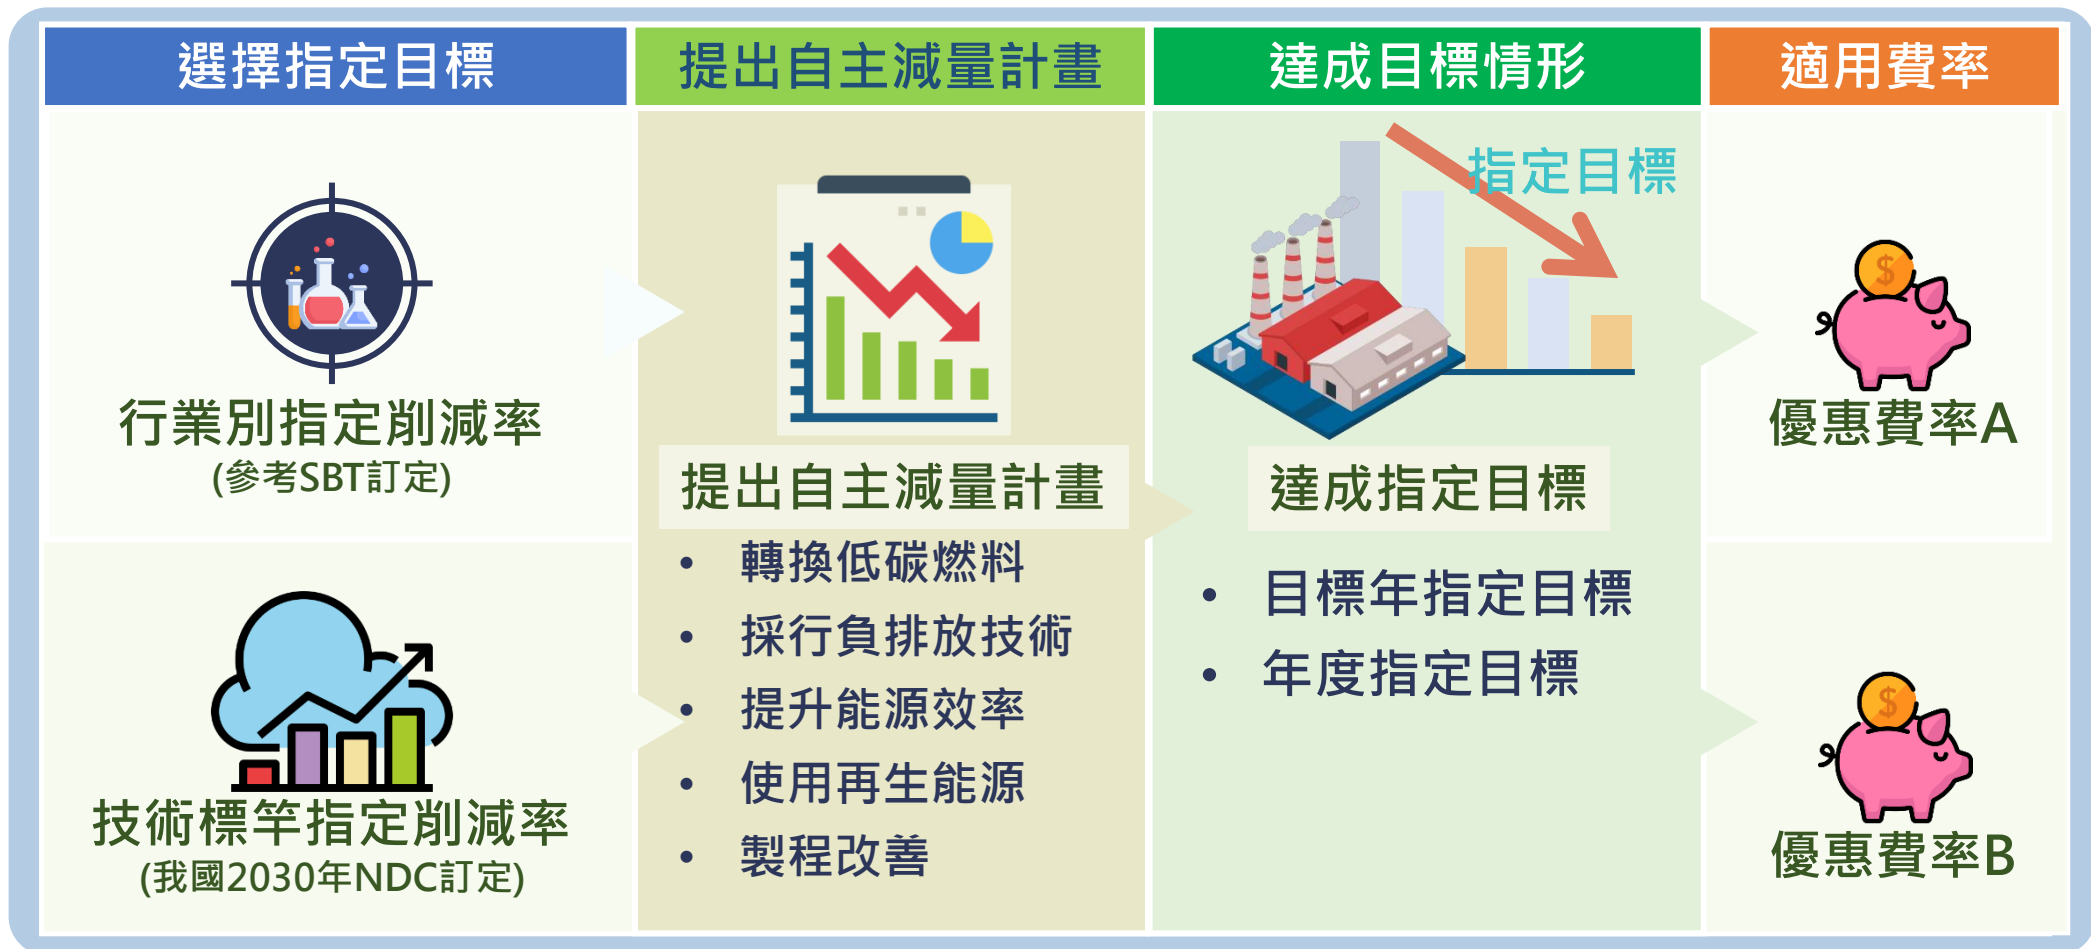 選擇指定目標
提出自主減量計畫
達成目標情形
適用費率
行業別指定削減率
(參考SBT訂定)
技術標竿指定削減率
(我國2030年NDC訂定)
提出自主減量計畫
• 轉換低碳燃料
• 採行負排放技術
• 提升能源效率
• 使用再生能源
• 製程改善
指定目標
達成指定目標
• 目標年指定目標
• 年度指定目標
$
優惠費率A
$
優惠費率B